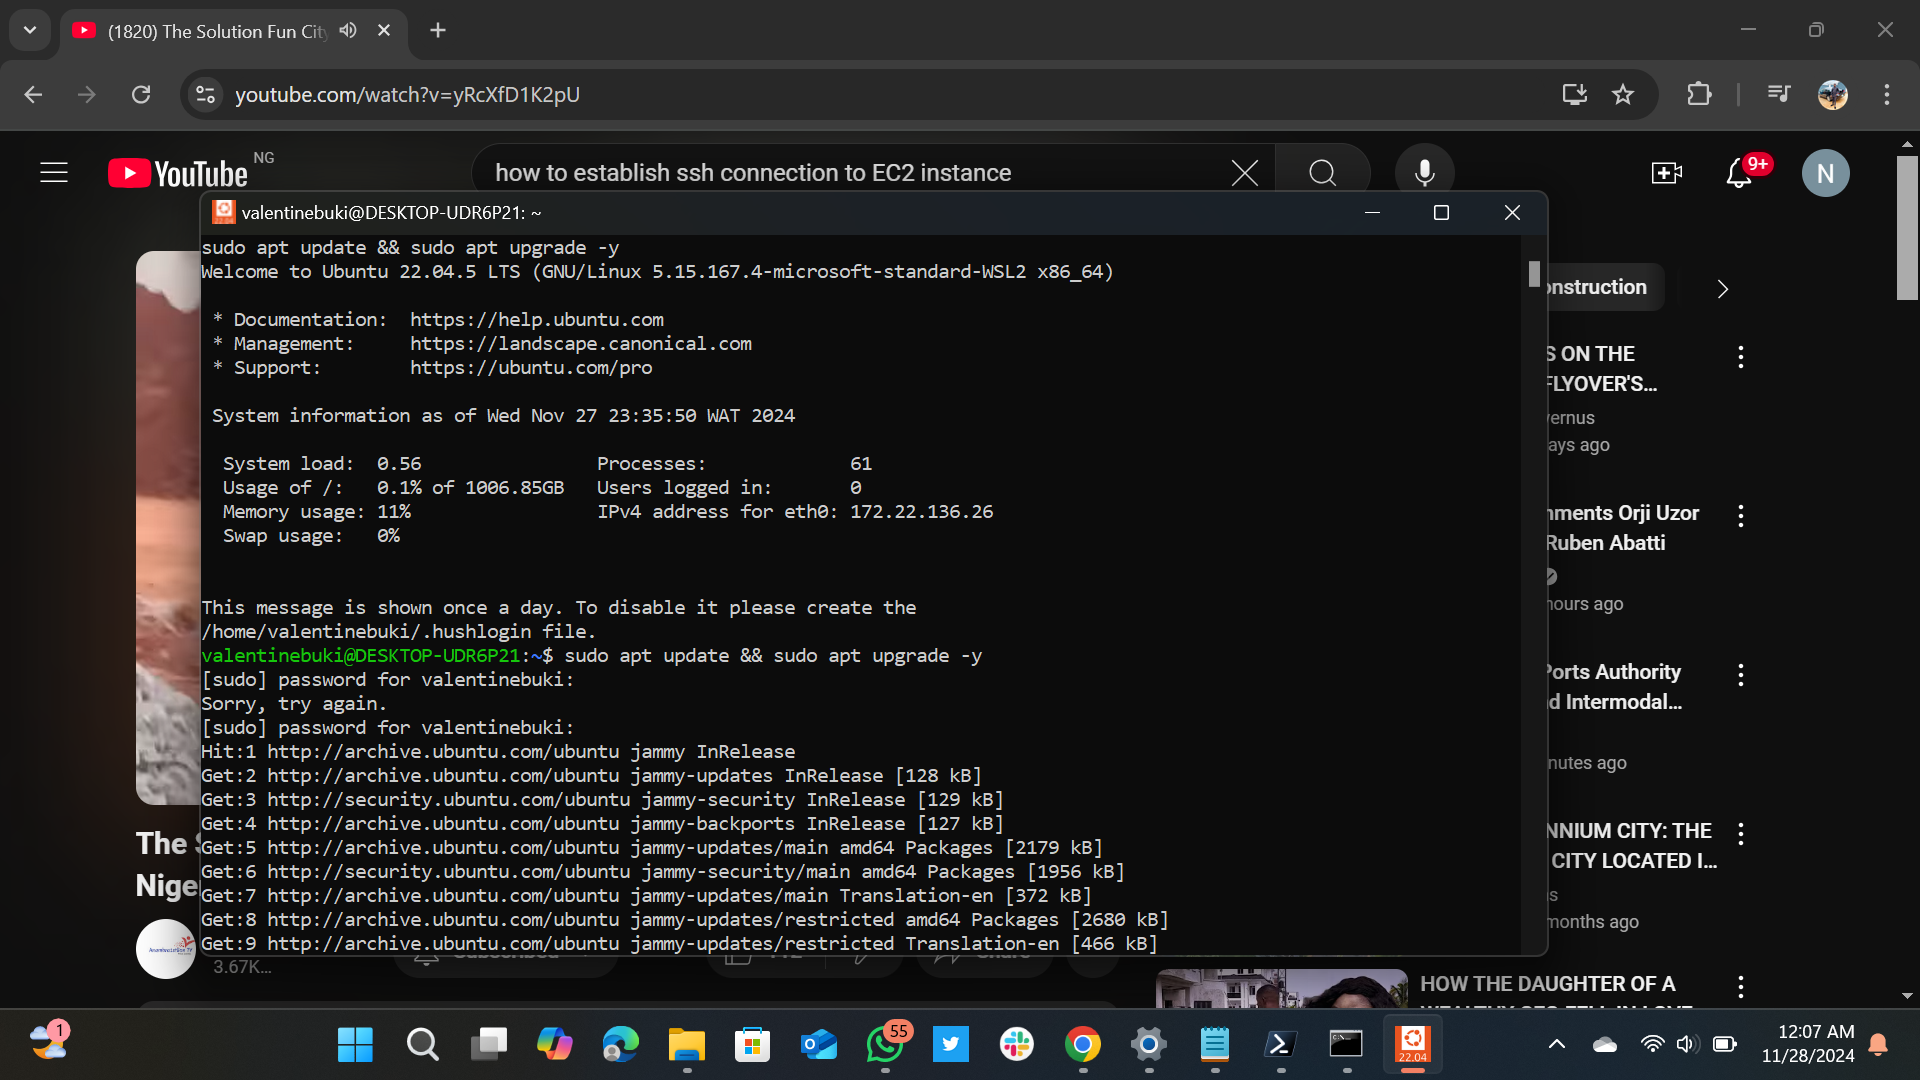 (1820) The Solution Fun City
youtube.com/watch?v=yRcXfD1K2pU
YouTube NG
how to establish ssh connection to EC2 instance
9+
N
22.04
valentinebuki@DESKTOP-UDR6P21: ~
sudo apt update && sudo apt upgrade -y
Welcome to Ubuntu 22.04.5 LTS (GNU/Linux 5.15.167.4-microsoft-standard-WSL2 x86_64)
* Documentation: https://help.ubuntu.com
* Management: https://landscape.canonical.com
* Support: https://ubuntu.com/pro
System information as of Wed Nov 27 23:35:50 WAT 2024
System load: 0.56 Processes: 61
Usage of /: 0.1% of 1006.85GB Users logged in: 0
Memory usage: 11% IPv4 address for eth0: 172.22.136.26
Swap usage: 0%
This message is shown once a day. To disable it please create the
/home/valentinebuki/.hushlogin file.
valentinebuki@DESKTOP-UDR6P21:~$ sudo apt update && sudo apt upgrade -y
[sudo] password for valentinebuki:
Sorry, try again.
[sudo] password for valentinebuki:
Hit:1 http://archive.ubuntu.com/ubuntu jammy InRelease
Get:2 http://archive.ubuntu.com/ubuntu jammy-updates InRelease [128 kB]
Get:3 http://security.ubuntu.com/ubuntu jammy-security InRelease [129 kB]
Get:4 http://archive.ubuntu.com/ubuntu jammy-backports InRelease [127 kB]
Get:5 http://archive.ubuntu.com/ubuntu jammy-updates/main amd64 Packages [2179 kB]
Get:6 http://security.ubuntu.com/ubuntu jammy-security/main amd64 Packages [1956 kB]
Get:7 http://archive.ubuntu.com/ubuntu jammy-updates/main Translation-en [372 kB]
Get:8 http://archive.ubuntu.com/ubuntu jammy-updates/restricted amd64 Packages [2680 kB]
Get:9 http://archive.ubuntu.com/ubuntu jammy-updates/restricted Translation-en [466 kB]
onstruction
S ON THE
FLYOVER'S...
vernus
ays ago
nments Orji Uzor
Ruben Abatti
hours ago
Ports Authority
d Intermodal...
nutes ago
NNIUM CITY: THE
CITY LOCATED I...
s
months ago
HOW THE DAUGHTER OF A
The S
Nige
3.67K...
Subscribed
Share
1
55
22.04
12:07 AM
11/28/2024